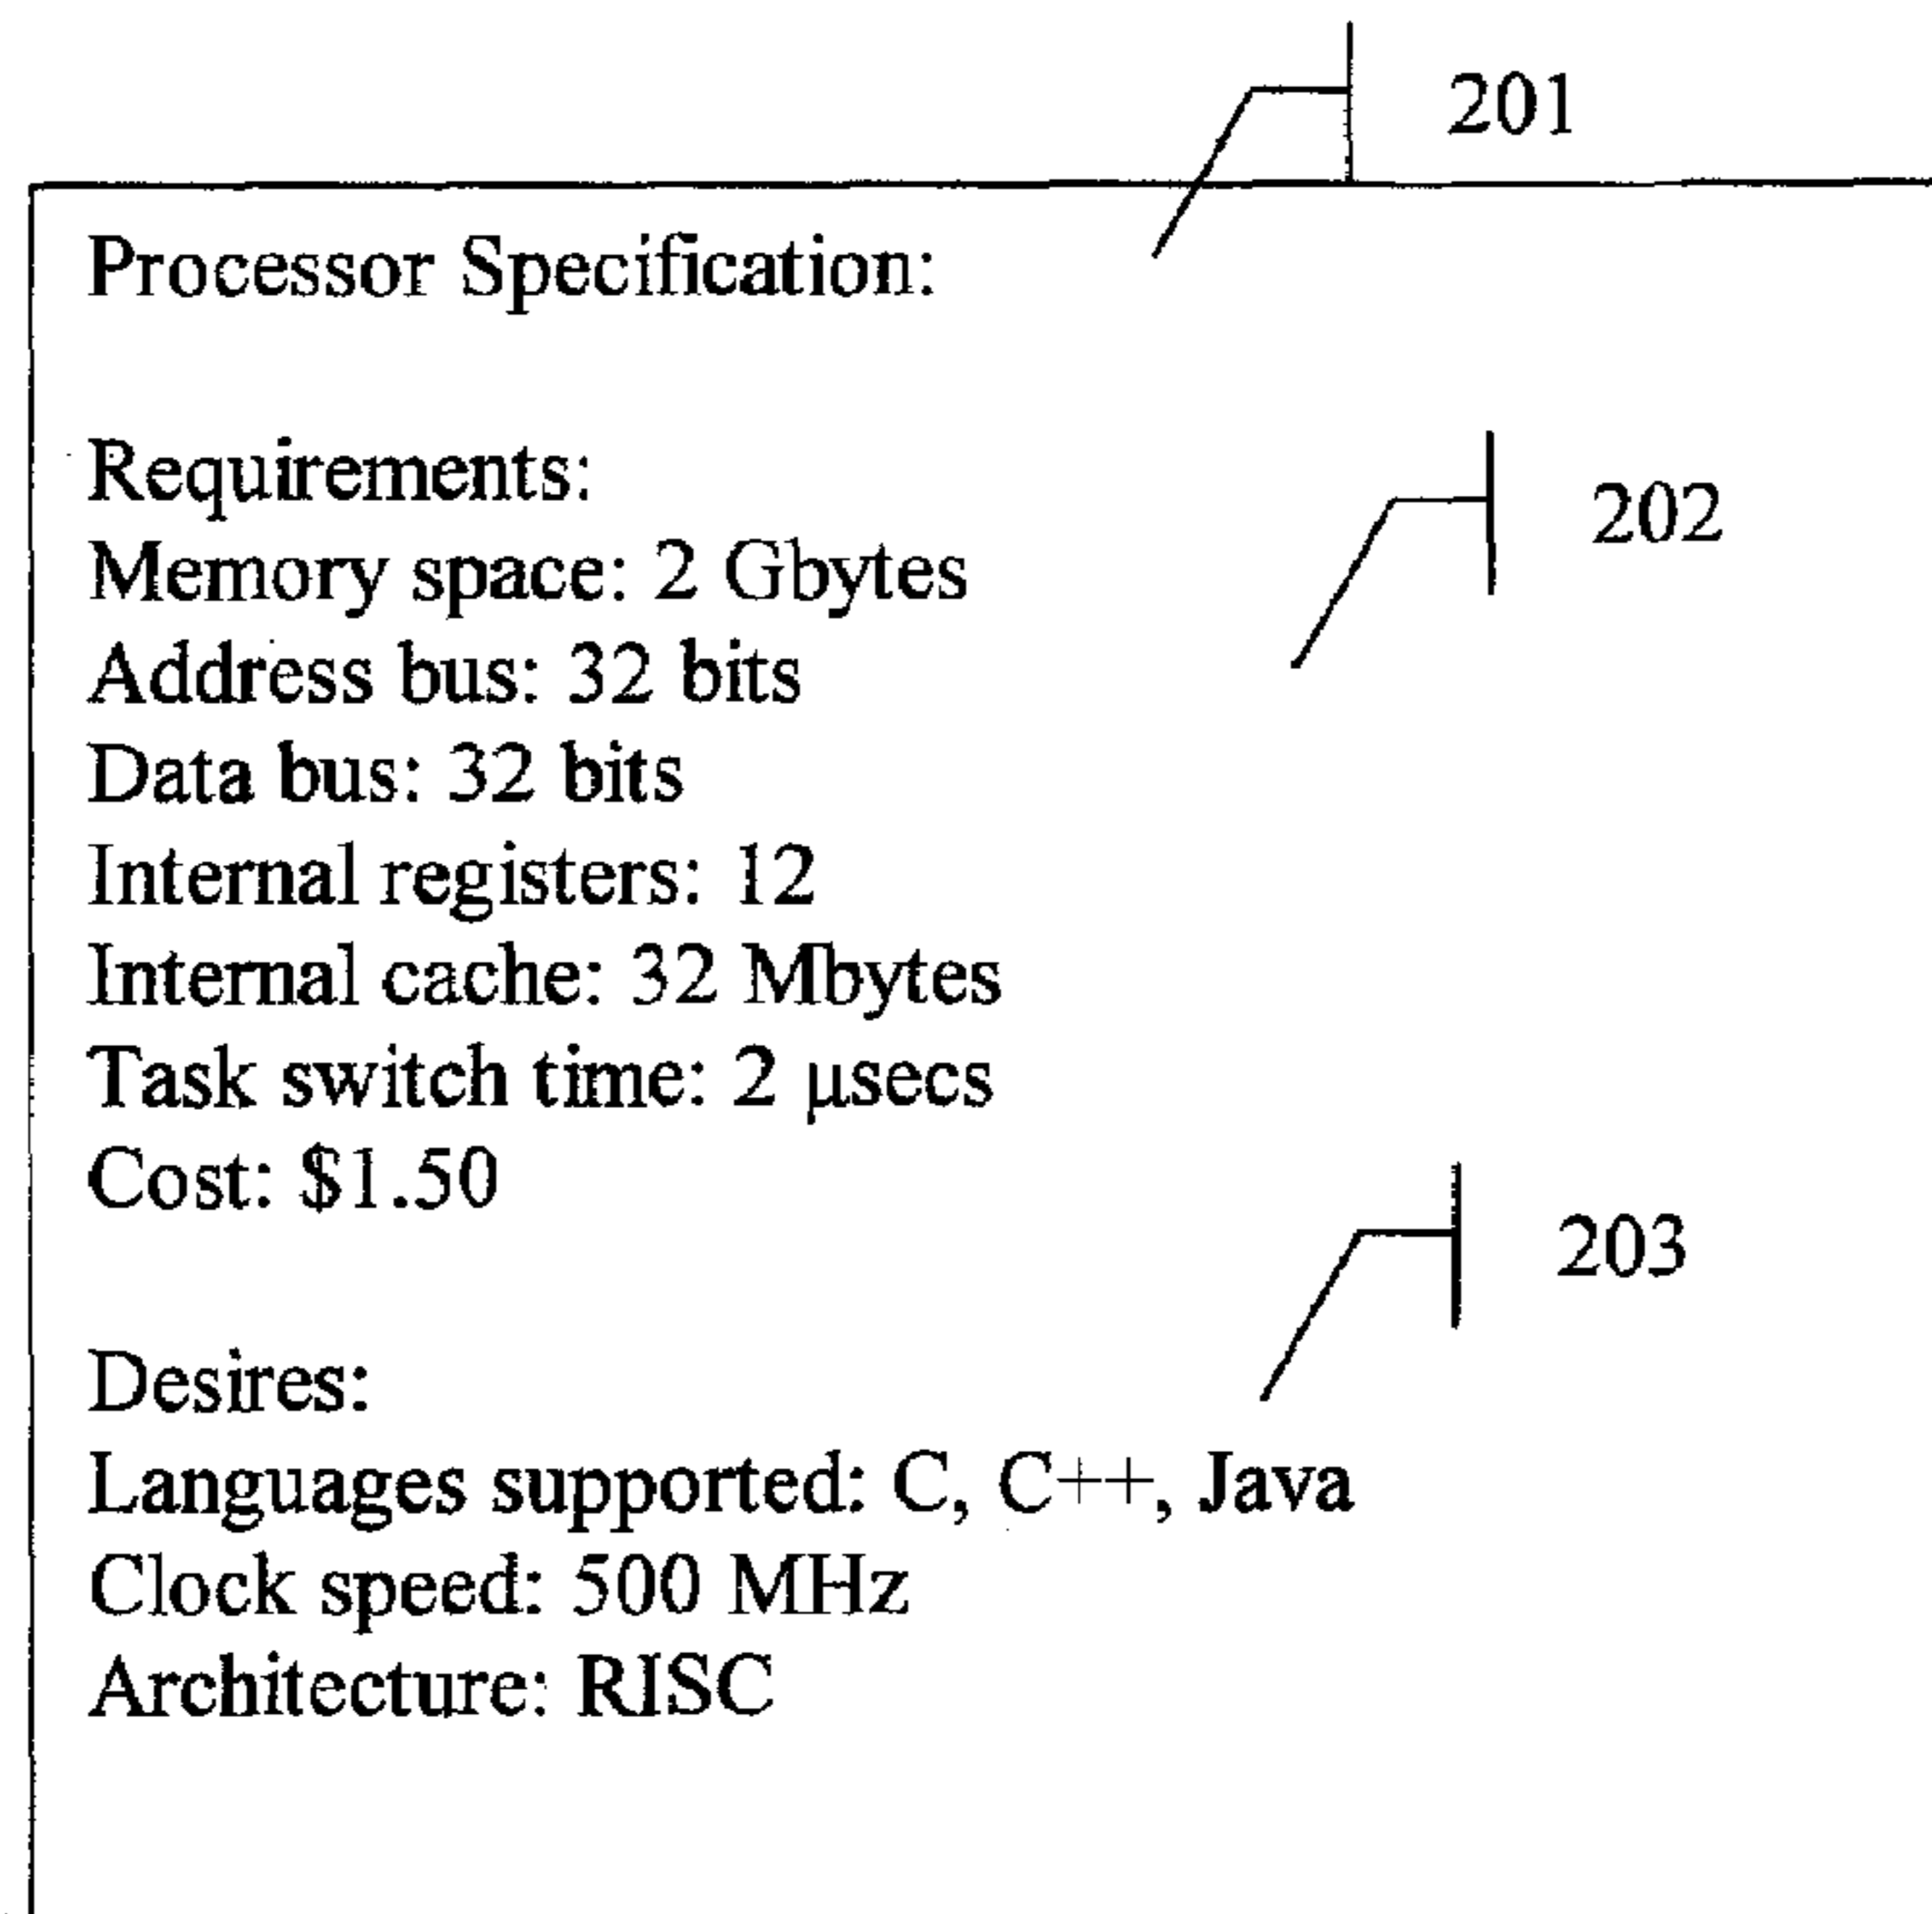 201
Processor Specification:
Requirements:
202
Memory space: 2 Gbytes
Address bus: 32 bits
Data bus: 32 bits
Internal registers: 12
Internal cache: 32 Mbytes
Task switch time: 2 µsecs
Cost: $1.50
203
Desires:
Languages supported: C, C++, Java
Clock speed: 500 MHz
Architecture: RISC